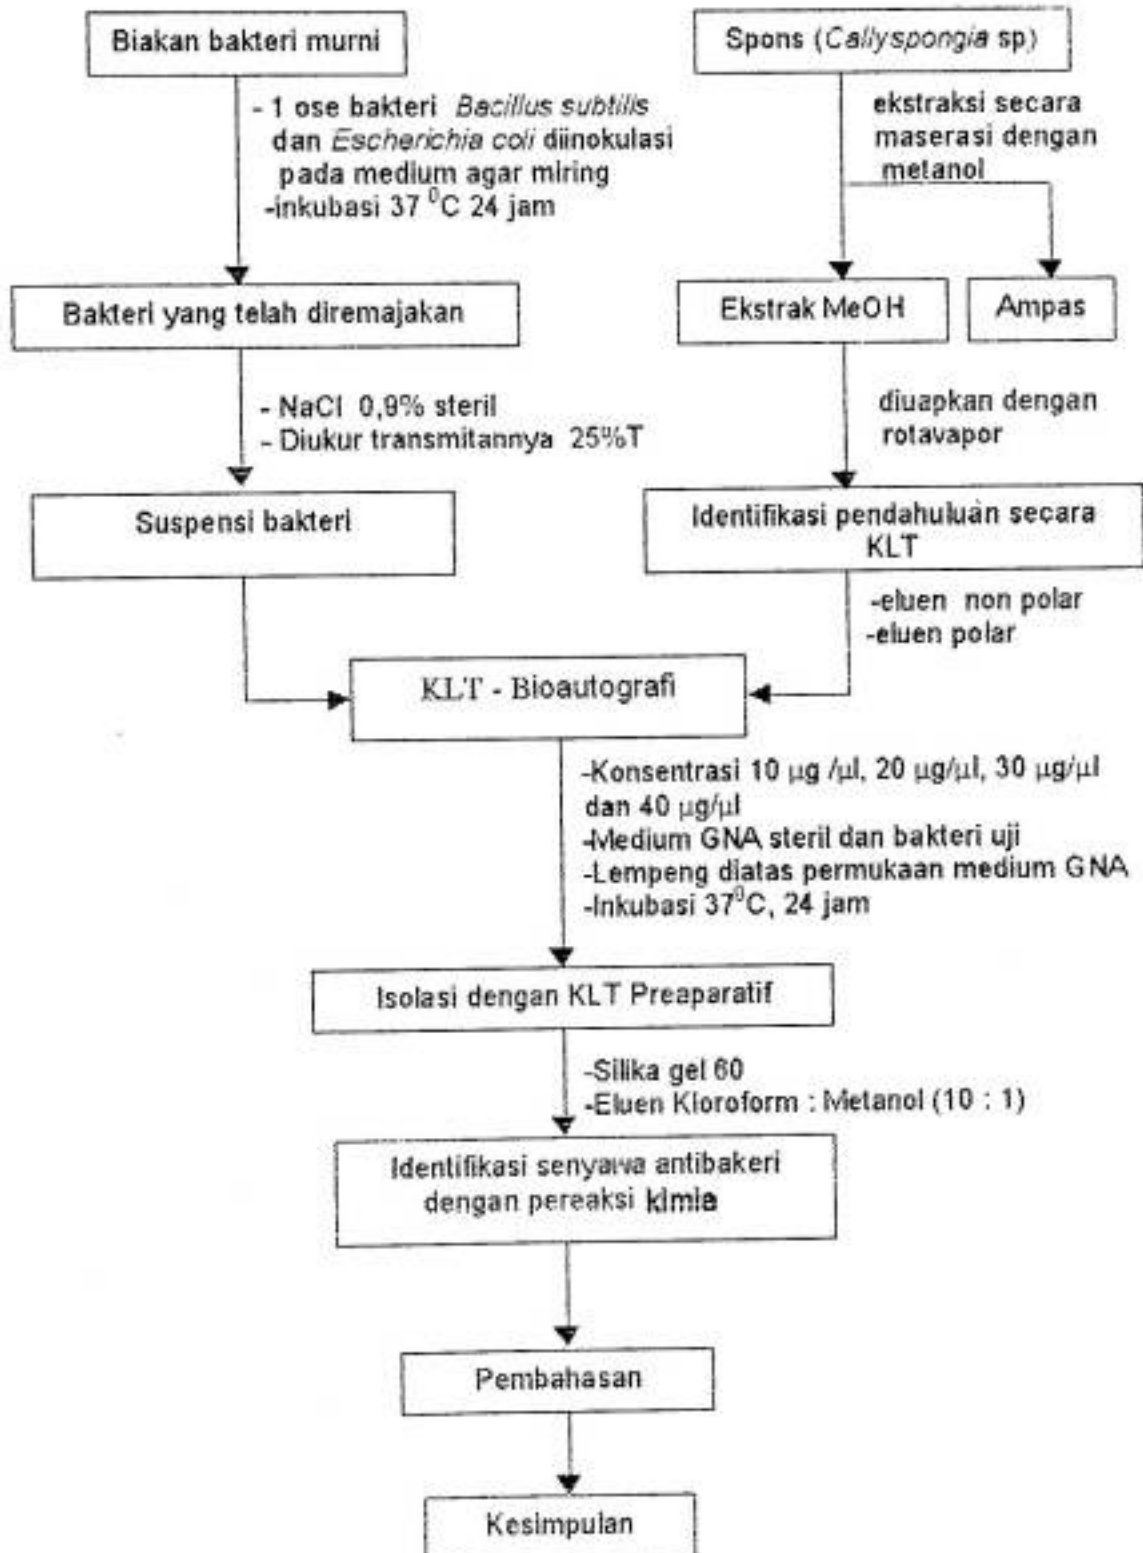 Biakan bakteri murni
- 1 ose bakteri Bacillus subtilis
dan Escherichia coli diinokulasi
pada medium agar miring
-inkubasi 37 ⁰C 24 jam
Bakteri yang telah diremajakan
- NaCl 0,9% steril
- Diukur transmitannya 25%T
Suspensi bakteri
Spons (Callyspongia sp)
ekstraksi secara
maserasi dengan
metanol
Ekstrak MeOH
Ampas
diuapkan dengan
rotavapor
Identifikasi pendahuluan secara
KLT
-eluen non polar
-eluen polar
KLT - Bioautografi
-Konsentrasi 10 µg /µl, 20 µg/µl, 30 µg/µl
dan 40 µg/µl
-Medium GNA steril dan bakteri uji
-Lempeng diatas permukaan medium GNA
-Inkubasi 37⁰C, 24 jam
Isolasi dengan KLT Preaparatif
-Silika gel 60
-Eluen Kloroform : Metanol (10 : 1)
Identifikasi senyawa antibakeri
dengan pereaksi kimia
Pembahasan
Kesimpulan